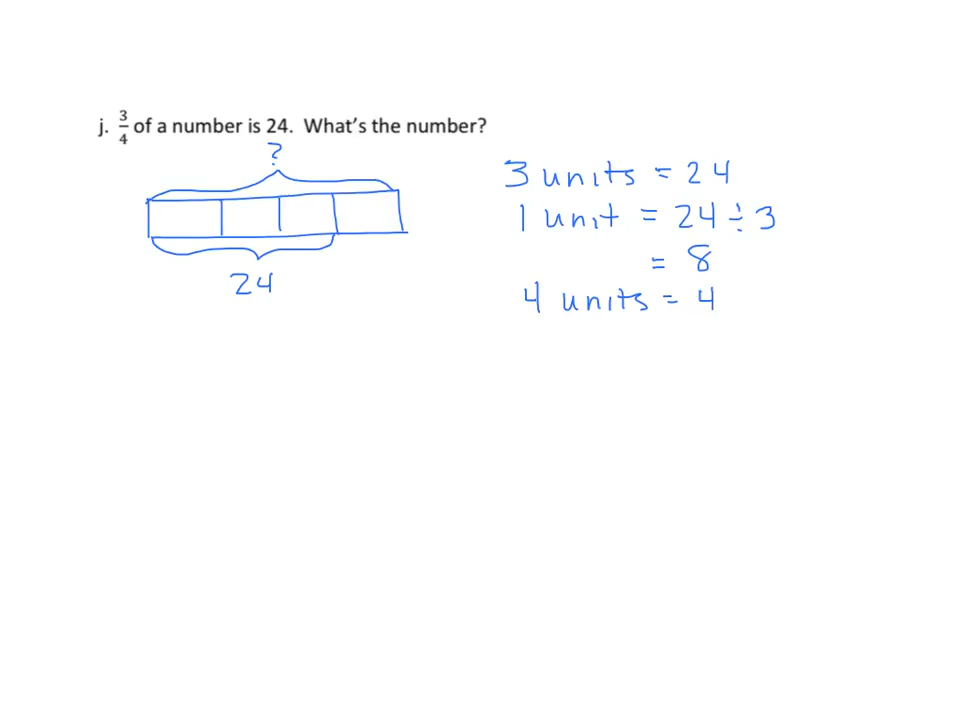 j. 3/4 of a number is 24. What's the number?
?
24
3 units = 24
1 unit = 24 ÷ 3
= 8
4 units = 4